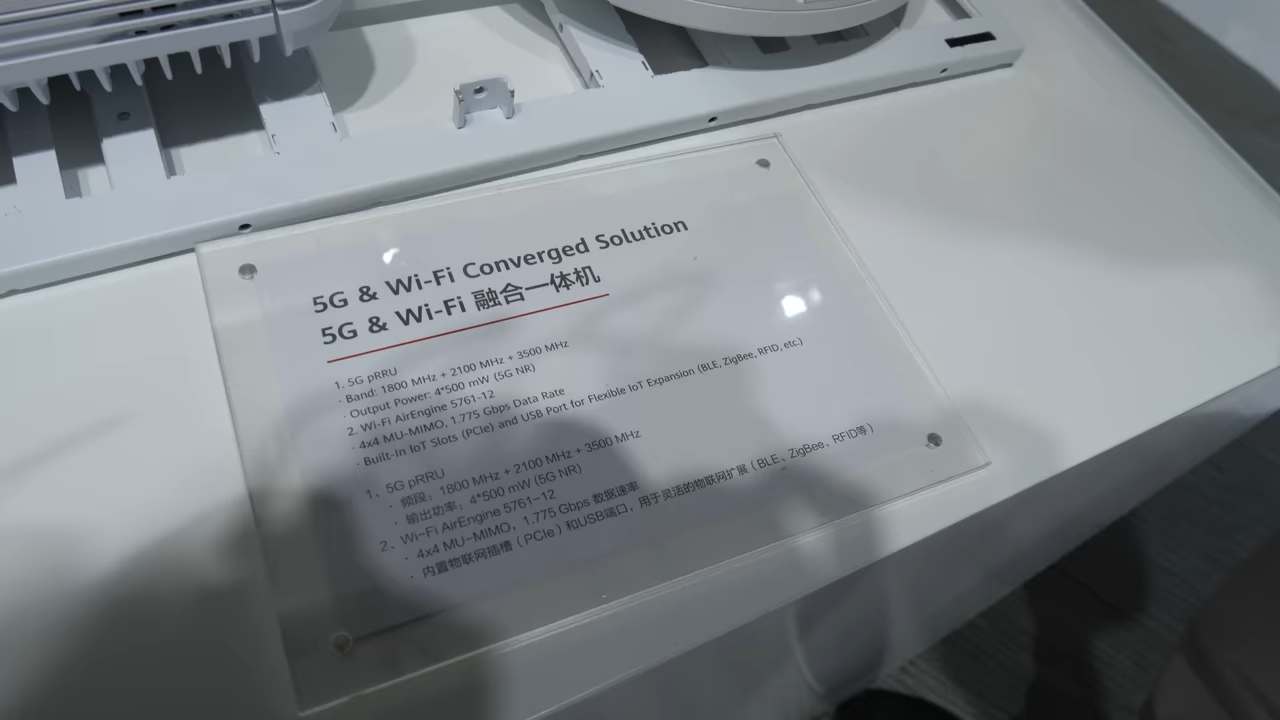 5G & Wi-Fi Converged Solution
5G & Wi-Fi 融合一体机
1. 5G pRRU
· Band: 1800 MHz + 2100 MHz + 3500 MHz
· Output Power: 4*500 mW (5G NR)
2. Wi-Fi AirEngine 5761-12
· 4x4 MU-MIMO, 1.775 Gbps Data Rate
· Built-In IoT Slots (PCIe) and USB Port for Flexible IoT Expansion (BLE, ZigBee, RFID, etc.)
1、5G pRRU
· 频段：1800 MHz + 2100 MHz + 3500 MHz
· 输出功率：4*500 mW (5G NR)
2、Wi-Fi AirEngine 5761-12
· 4x4 MU-MIMO，1.775 Gbps 数据速率
· 内置物联网插槽（PCIe）和USB端口，用于灵活的物联网扩展（BLE、ZigBee、RFID等）